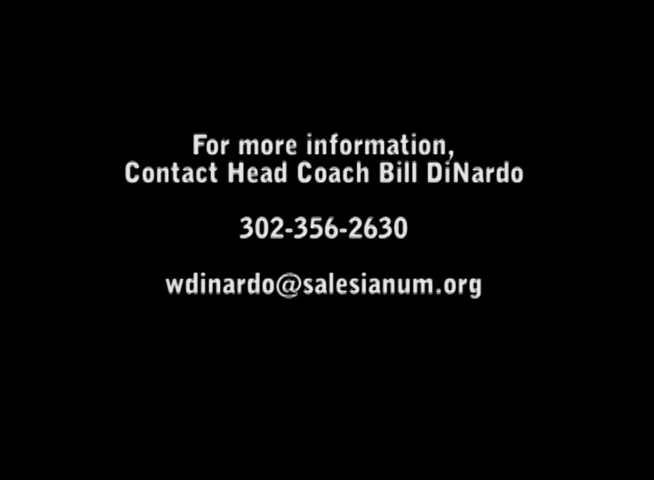 For more information,
Contact Head Coach Bill DiNardo
302-356-2630
wdinardo@salesianum.org